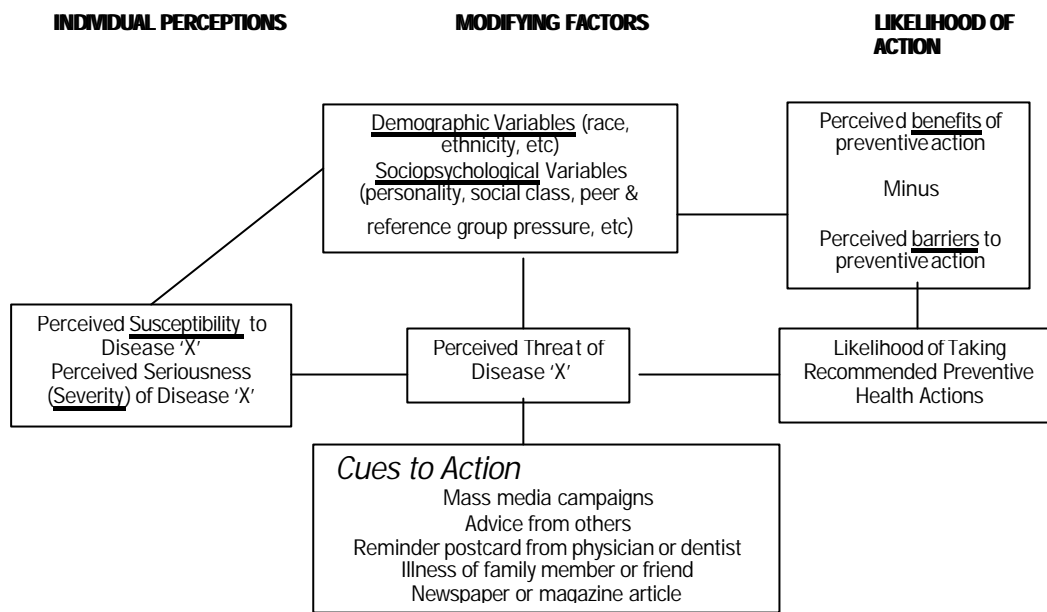 INDIVIDUAL PERCEPTIONS
MODIFYING FACTORS
LIKELIHOOD OF
ACTION
Demographic Variables (race,
ethnicity, etc)
Sociopsychological Variables
(personality, social class, peer &
reference group pressure, etc)
Perceived benefits of
preventive action
Minus
Perceived barriers to
preventive action
Perceived Susceptibility to
Disease ‘X’
Perceived Seriousness
(Severity) of Disease ‘X’
Perceived Threat of
Disease ‘X’
Likelihood of Taking
Recommended Preventive
Health Actions
Cues to Action
Mass media campaigns
Advice from others
Reminder postcard from physician or dentist
Illness of family member or friend
Newspaper or magazine article